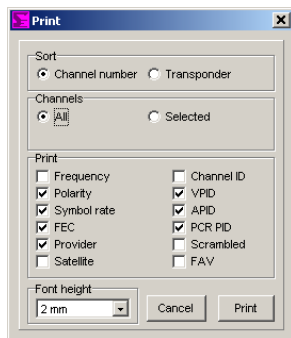 Print
Sort
Channel number Transponder
Channels
All Selected
Print
Frequency Channel ID
Polarity VPID
Symbol rate APID
FEC PCR PID
Provider Scrambled
Satellite FAV
Font height
2 mm Cancel Print